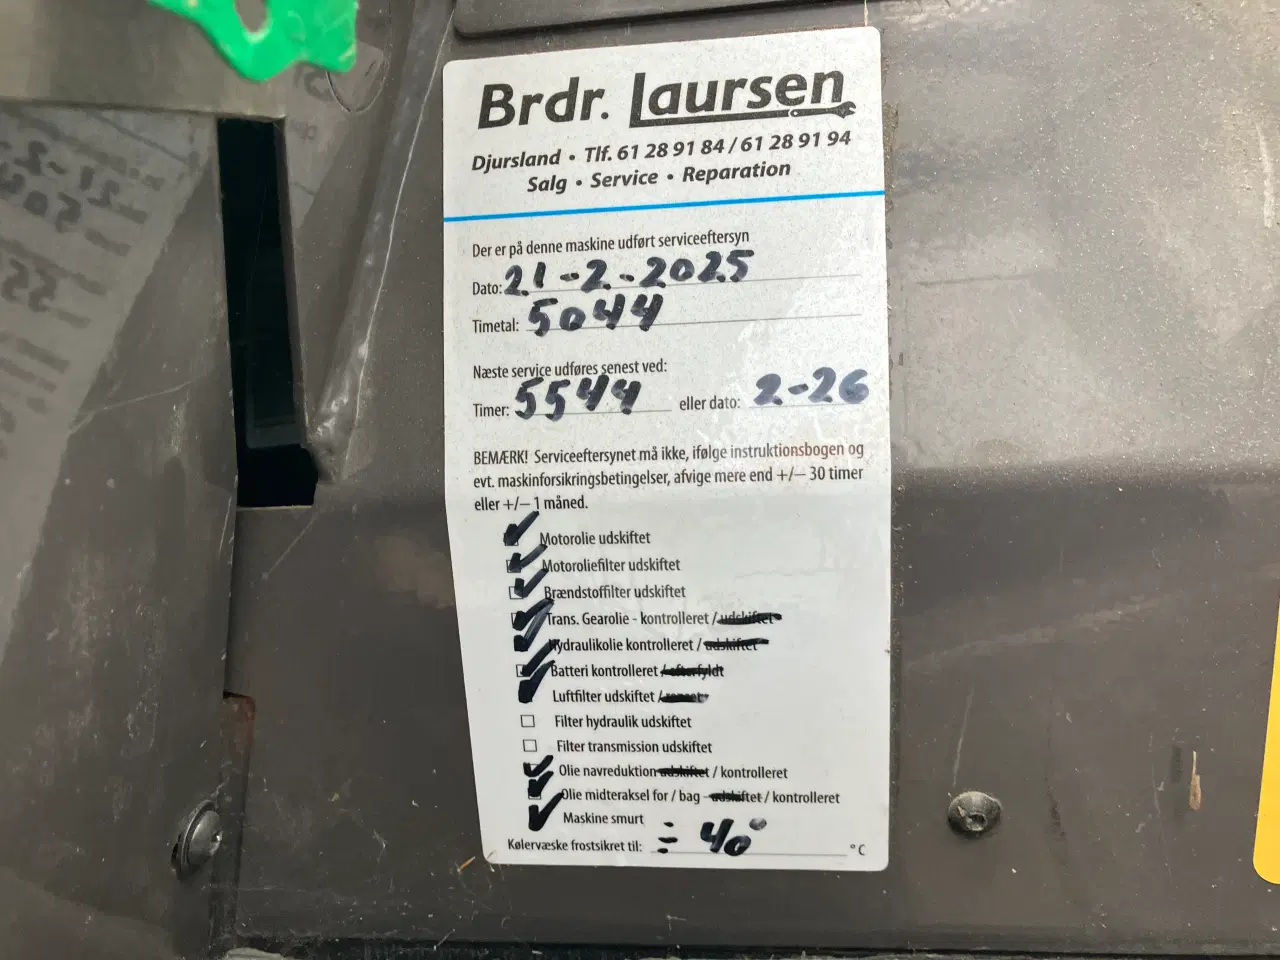 Brdr. Laursen
Djursland • Tlf. 61 28 91 84 / 61 28 91 94
Salg • Service • Reparation
Der er på denne maskine udført serviceeftersyn
Dato: 21-2-2025
Timetal: 5044
Næste service udføres senest ved:
Timer: 5544 eller dato: 2-26
BEMÆRK! Serviceeftersynet må ikke, ifølge instruktionsbogen og
evt. maskinforsikringsbetingelser, afvige mere end +/– 30 timer
eller +/– 1 måned.
Motorolie udskiftet
Motoroliefilter udskiftet
Brændstoffilter udskiftet
Trans. Gearolie - kontrolleret / udskiftet
Hydraulikolie kontrolleret / udskiftet
Batteri kontrolleret / efterfyldt
Luftfilter udskiftet / renset
Filter hydraulik udskiftet
Filter transmission udskiftet
Olie navreduktion udskiftet / kontrolleret
Olie midteraksel for / bag - udskiftet / kontrolleret
Maskine smurt
Kølervæske frostsikret til: ÷ 40° °C